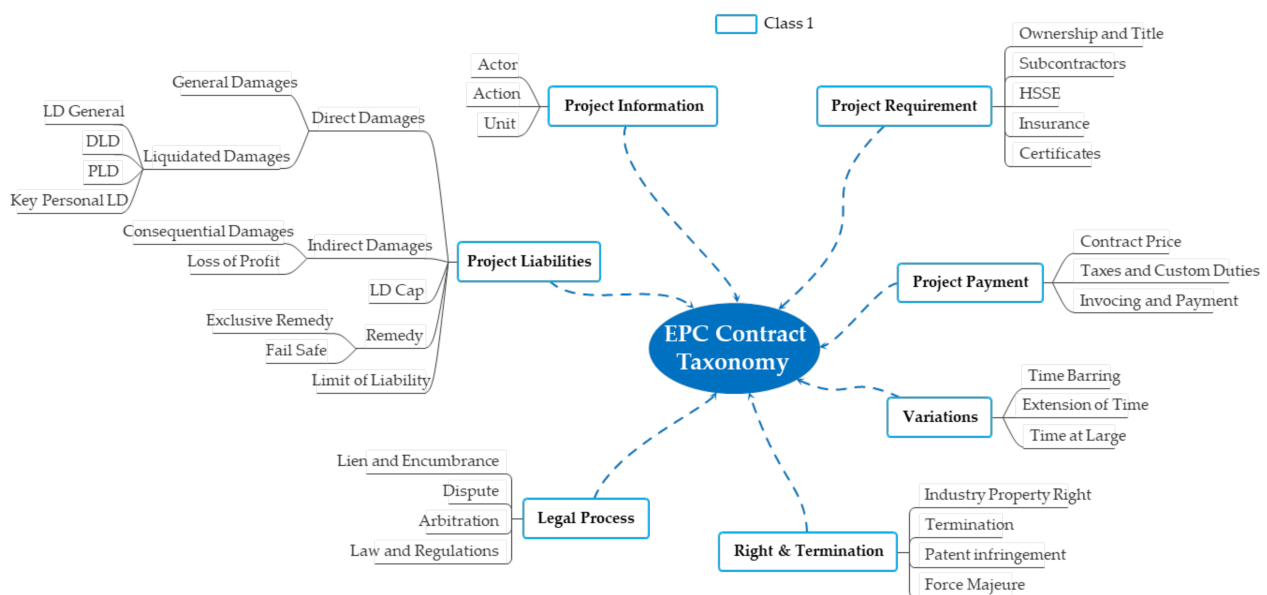 Class 1
Project Information
Actor
Action
Unit
Project Requirement
Ownership and Title
Subcontractors
HSSE
Insurance
Certificates
Project Liabilities
Direct Damages
General Damages
Liquidated Damages
LD General
DLD
PLD
Key Personal LD
Indirect Damages
Consequential Damages
Loss of Profit
LD Cap
Remedy
Exclusive Remedy
Fail Safe
Limit of Liability
EPC Contract
Taxonomy
Project Payment
Contract Price
Taxes and Custom Duties
Invocing and Payment
Variations
Time Barring
Extension of Time
Time at Large
Legal Process
Lien and Encumbrance
Dispute
Arbitration
Law and Regulations
Right & Termination
Industry Property Right
Termination
Patent infringement
Force Majeure